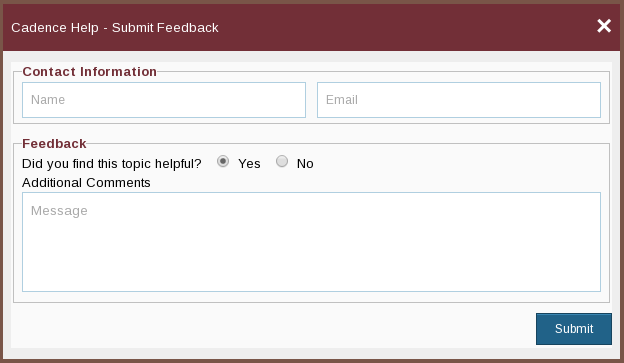 Cadence Help - Submit Feedback
Contact Information
Name Email
Feedback
Did you find this topic helpful? Yes No
Additional Comments
Message
Submit